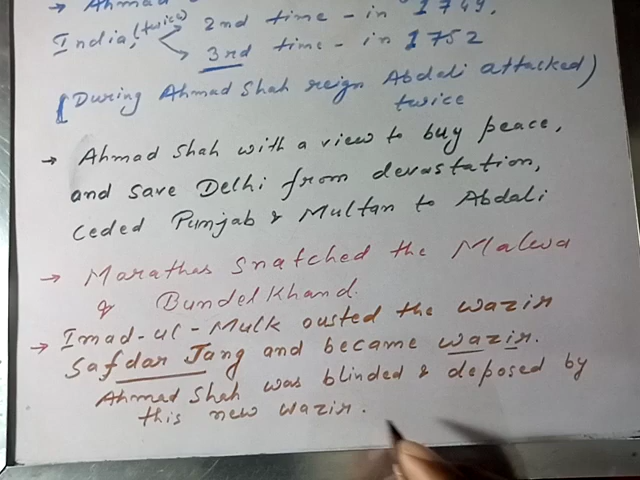 → Ahmad
India, (twice) → 2nd time - in 1749.
→ 3rd time - in 1752
[During Ahmad Shah reign Abdali attacked)
twice
→ Ahmad Shah with a view to buy peace,
and save Delhi from devastation,
ceded Punjab & Multan to Abdali
→ Marathas snatched the Malwa
& Bundelkhand.
→ Imad-ul-Mulk ousted the wazir
Safdar Jang and became wazir.
Ahmad Shah was blinded & deposed by
this new wazir.